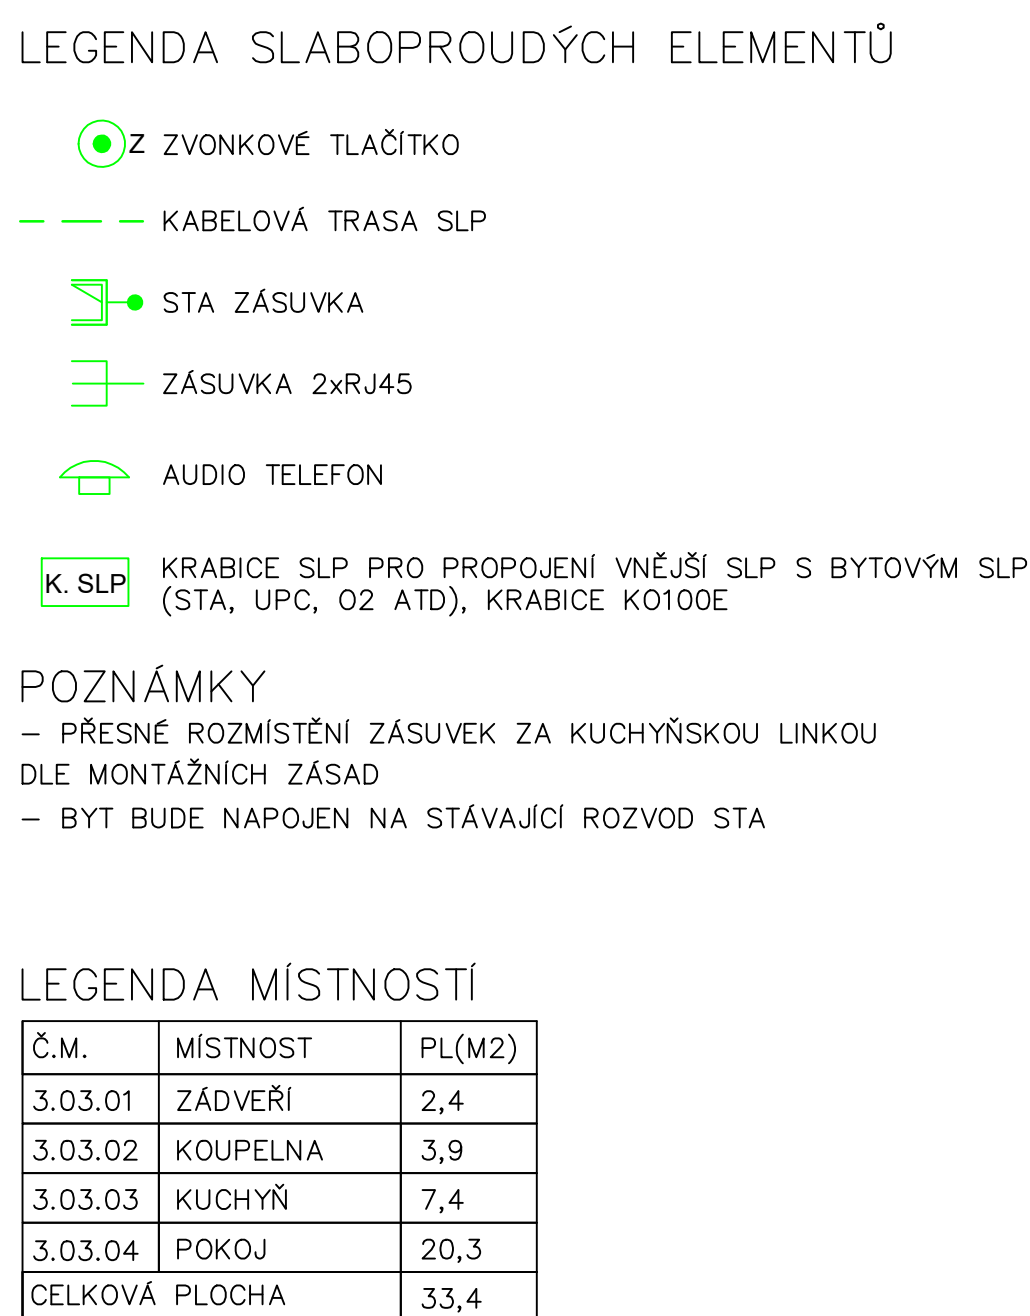 LEGENDA SLABOPROUDÝCH ELEMENTŮ
Z ZVONKOVÉ TLAČÍTKO
KABELOVÁ TRASA SLP
STA ZÁSUVKA
ZÁSUVKA 2xRJ45
AUDIO TELEFON
K. SLP KRABICE SLP PRO PROPOJENÍ VNĚJŠÍ SLP S BYTOVÝM SLP
(STA, UPC, O2 ATD), KRABICE KO100E
POZNÁMKY
– PŘESNÉ ROZMÍSTĚNÍ ZÁSUVEK ZA KUCHYŇSKOU LINKOU
DLE MONTÁŽNÍCH ZÁSAD
– BYT BUDE NAPOJEN NA STÁVAJÍCÍ ROZVOD STA
LEGENDA MÍSTNOSTÍ
Č.M. MÍSTNOST PL(M2)
3.03.01 ZÁDVEŘÍ 2,4
3.03.02 KOUPELNA 3,9
3.03.03 KUCHYŇ 7,4
3.03.04 POKOJ 20,3
CELKOVÁ PLOCHA 33,4